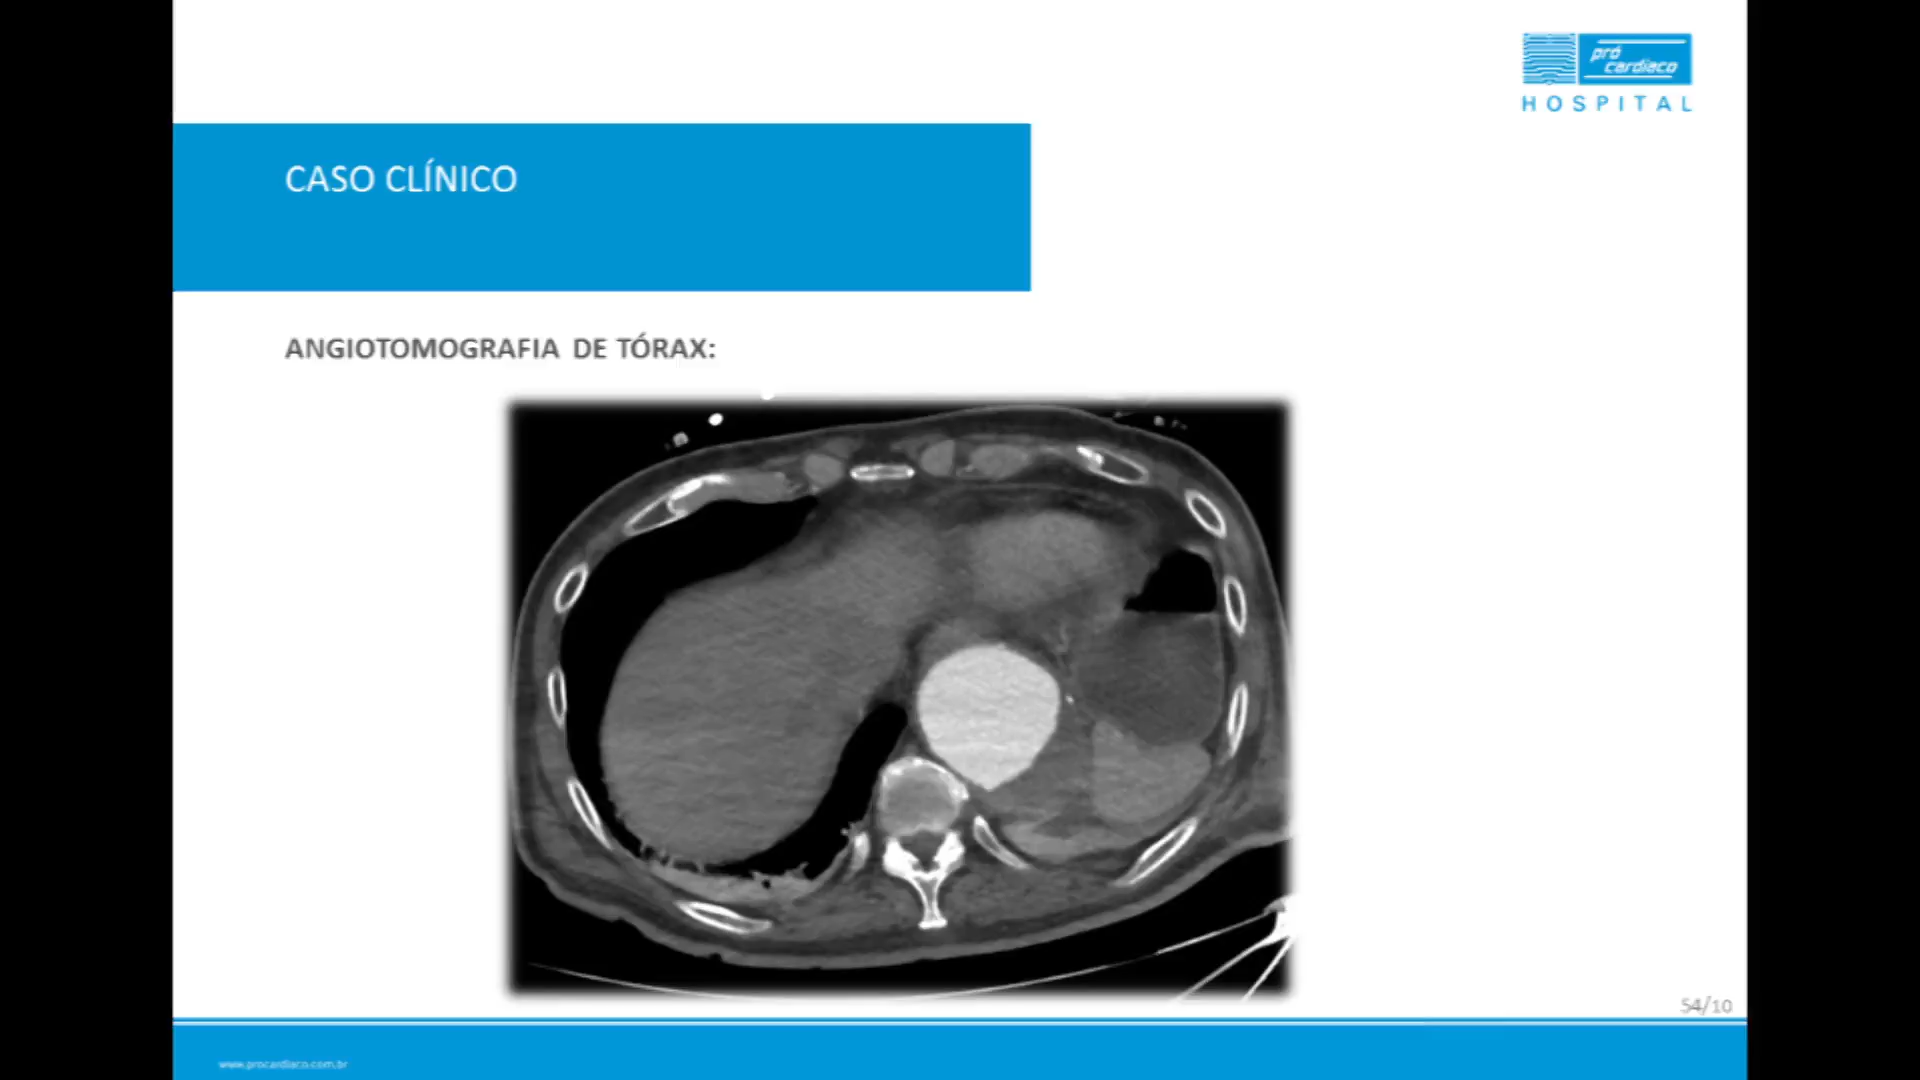 pró
cardíaco
HOSPITAL
CASO CLÍNICO
ANGIOTOMOGRAFIA DE TÓRAX:
54/10
www.procardiaco.com.br